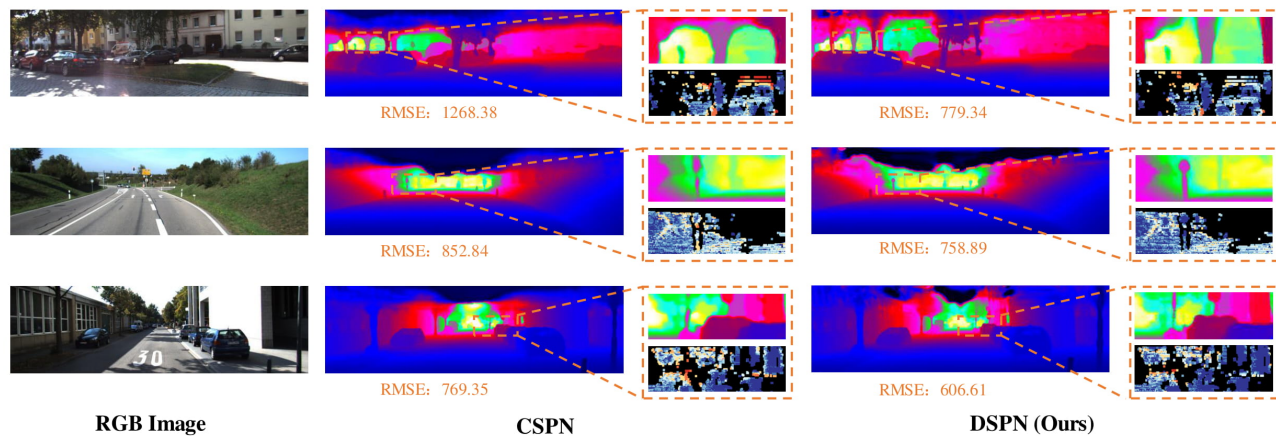 RMSE: 1268.38
RMSE: 779.34
RMSE: 852.84
RMSE: 758.89
30
RMSE: 769.35
RMSE: 606.61
RGB Image
CSPN
DSPN (Ours)